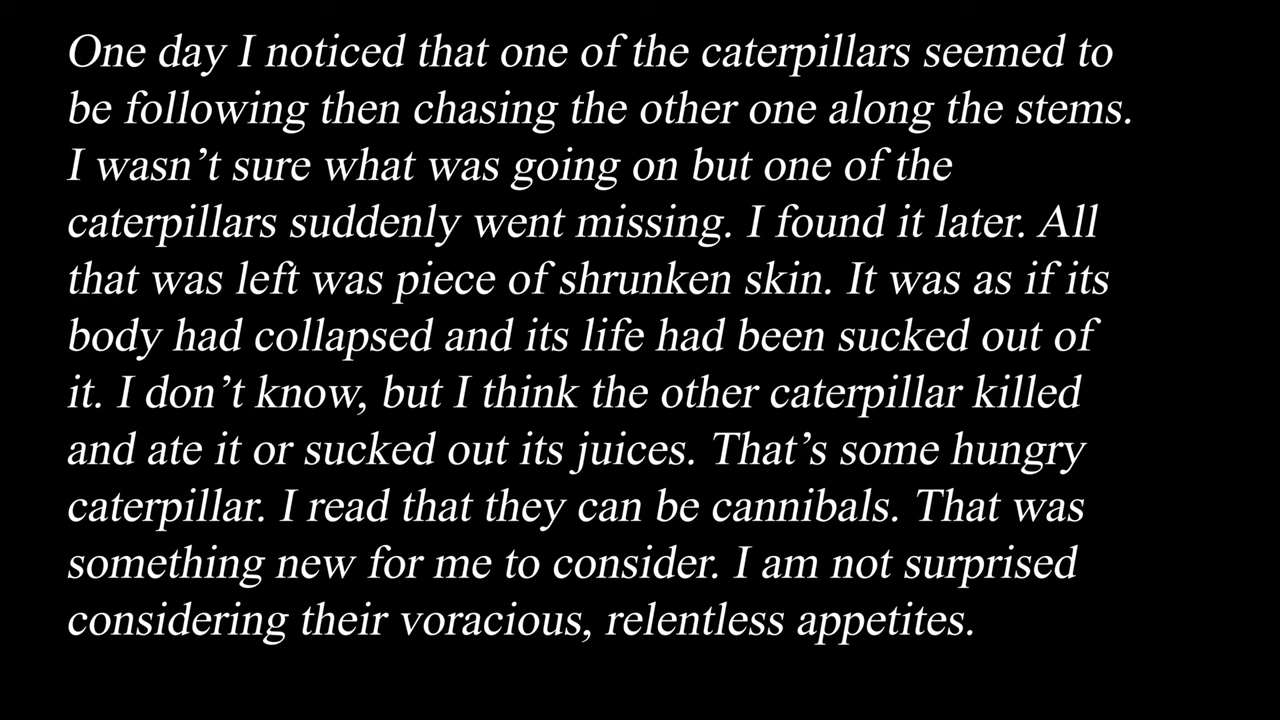 One day I noticed that one of the caterpillars seemed to
be following then chasing the other one along the stems.
I wasn’t sure what was going on but one of the
caterpillars suddenly went missing. I found it later. All
that was left was piece of shrunken skin. It was as if its
body had collapsed and its life had been sucked out of
it. I don’t know, but I think the other caterpillar killed
and ate it or sucked out its juices. That’s some hungry
caterpillar. I read that they can be cannibals. That was
something new for me to consider. I am not surprised
considering their voracious, relentless appetites.